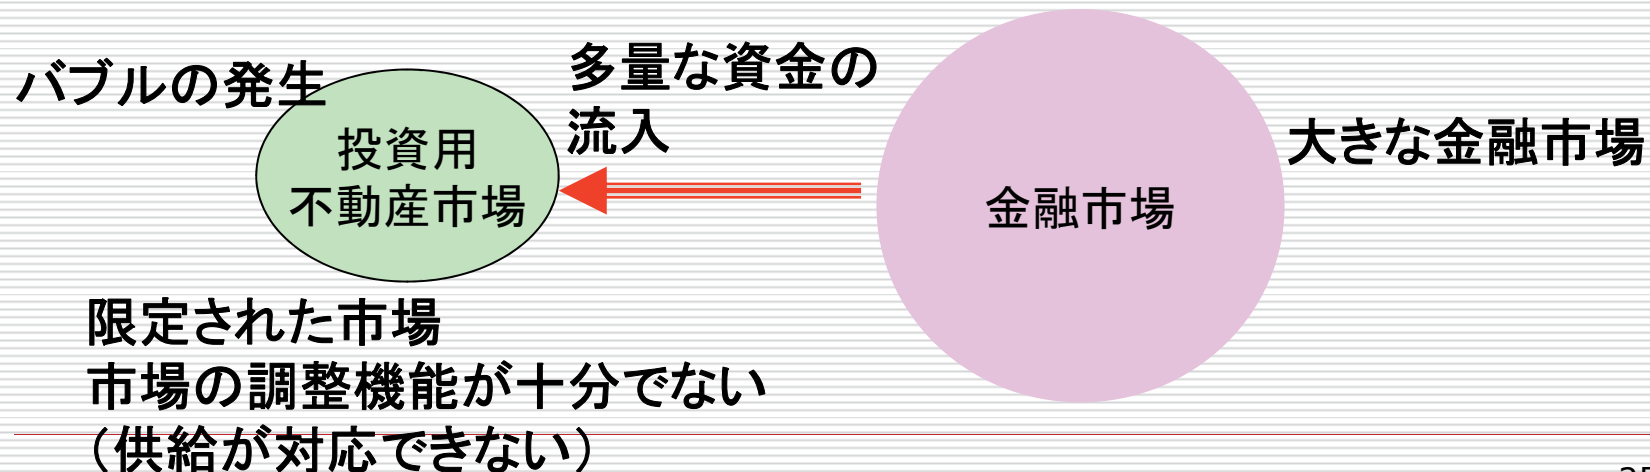 バブルの発生
投資用
不動産市場
多量な資金の
流入
金融市場
大きな金融市場
限定された市場
市場の調整機能が十分でない
（供給が対応できない）